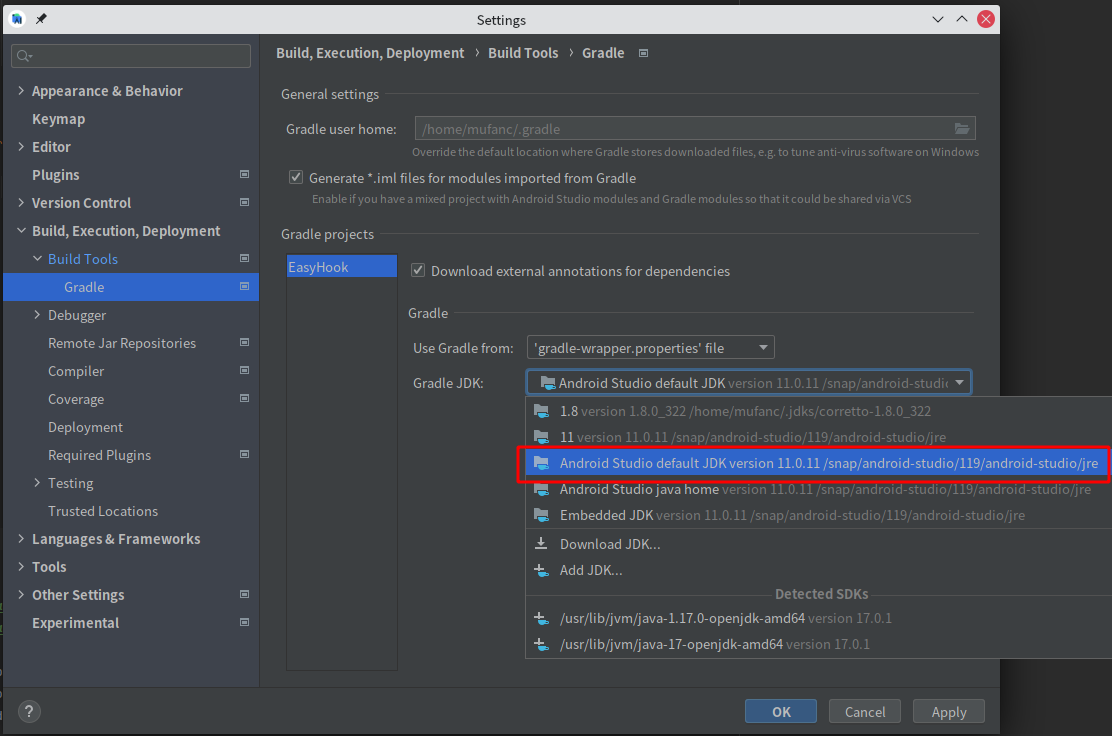 Settings
Appearance & Behavior
Keymap
Editor
Plugins
Version Control
Build, Execution, Deployment
Build Tools
Gradle
Debugger
Remote Jar Repositories
Compiler
Coverage
Deployment
Required Plugins
Testing
Trusted Locations
Languages & Frameworks
Tools
Other Settings
Experimental
Build, Execution, Deployment › Build Tools › Gradle
General settings
Gradle user home: /home/mufanc/.gradle
Override the default location where Gradle stores downloaded files, e.g. to tune anti-virus software on Windows
Generate *.iml files for modules imported from Gradle
Enable if you have a mixed project with Android Studio modules and Gradle modules so that it could be shared via VCS
Gradle projects
EasyHook
Download external annotations for dependencies
Gradle
Use Gradle from: 'gradle-wrapper.properties' file
Gradle JDK: Android Studio default JDK version 11.0.11 /snap/android-studi
1.8 version 1.8.0_322 /home/mufanc/.jdks/corretto-1.8.0_322
11 version 11.0.11 /snap/android-studio/119/android-studio/jre
Android Studio default JDK version 11.0.11 /snap/android-studio/119/android-studio/jre
Android Studio java home version 11.0.11 /snap/android-studio/119/android-studio/jre
Embedded JDK version 11.0.11 /snap/android-studio/119/android-studio/jre
Download JDK...
Add JDK...
Detected SDKs
/usr/lib/jvm/java-1.17.0-openjdk-amd64 version 17.0.1
/usr/lib/jvm/java-17-openjdk-amd64 version 17.0.1
?
OK
Cancel
Apply